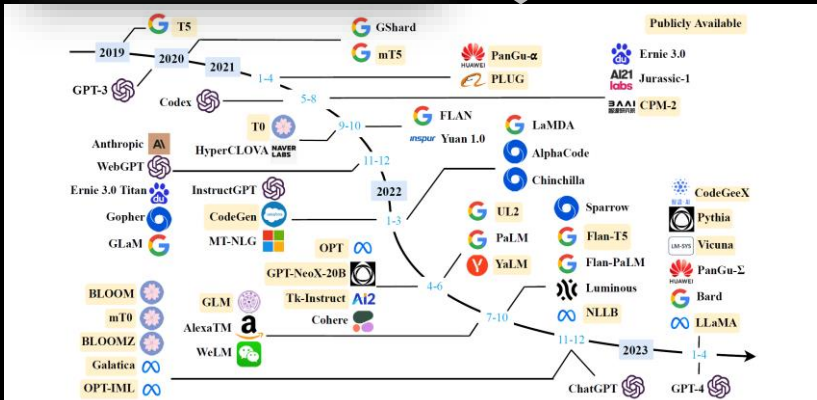 Publicly Available
T5
GShard
2019
2020
mT5
2021
GPT-3
1-4
HUAWEI
PanGu-α
PLUG
Ernie 3.0
AI21 labs
Jurassic-1
Codex
5-8
BAAI
CPM-2
T0
9-10
FLAN
HyperCLOVA
NAVER LABS
inspur
Yuan 1.0
LaMDA
AlphaCode
Chinchilla
Anthropic
AI
WebGPT
11-12
2022
Ernie 3.0 Titan
du
InstructGPT
Gopher
CodeGen
GLaM
MT-NLG
1-3
UL2
PaLM
YaLM
Sparrow
Flan-T5
Flan-PaLM
Luminous
NLLB
CodeGeeX
Pythia
LM-SYS
Vicuna
HUAWEI
PanGu-Σ
Bard
LLaMA
OPT
GPT-NeoX-20B
4-6
Tk-Instruct
Ai2
Cohere
BLOOM
mT0
BLOOMZ
Galatica
OPT-IML
GLM
AlexaTM
a
WeLM
7-10
11-12
2023
1-4
ChatGPT
GPT-4